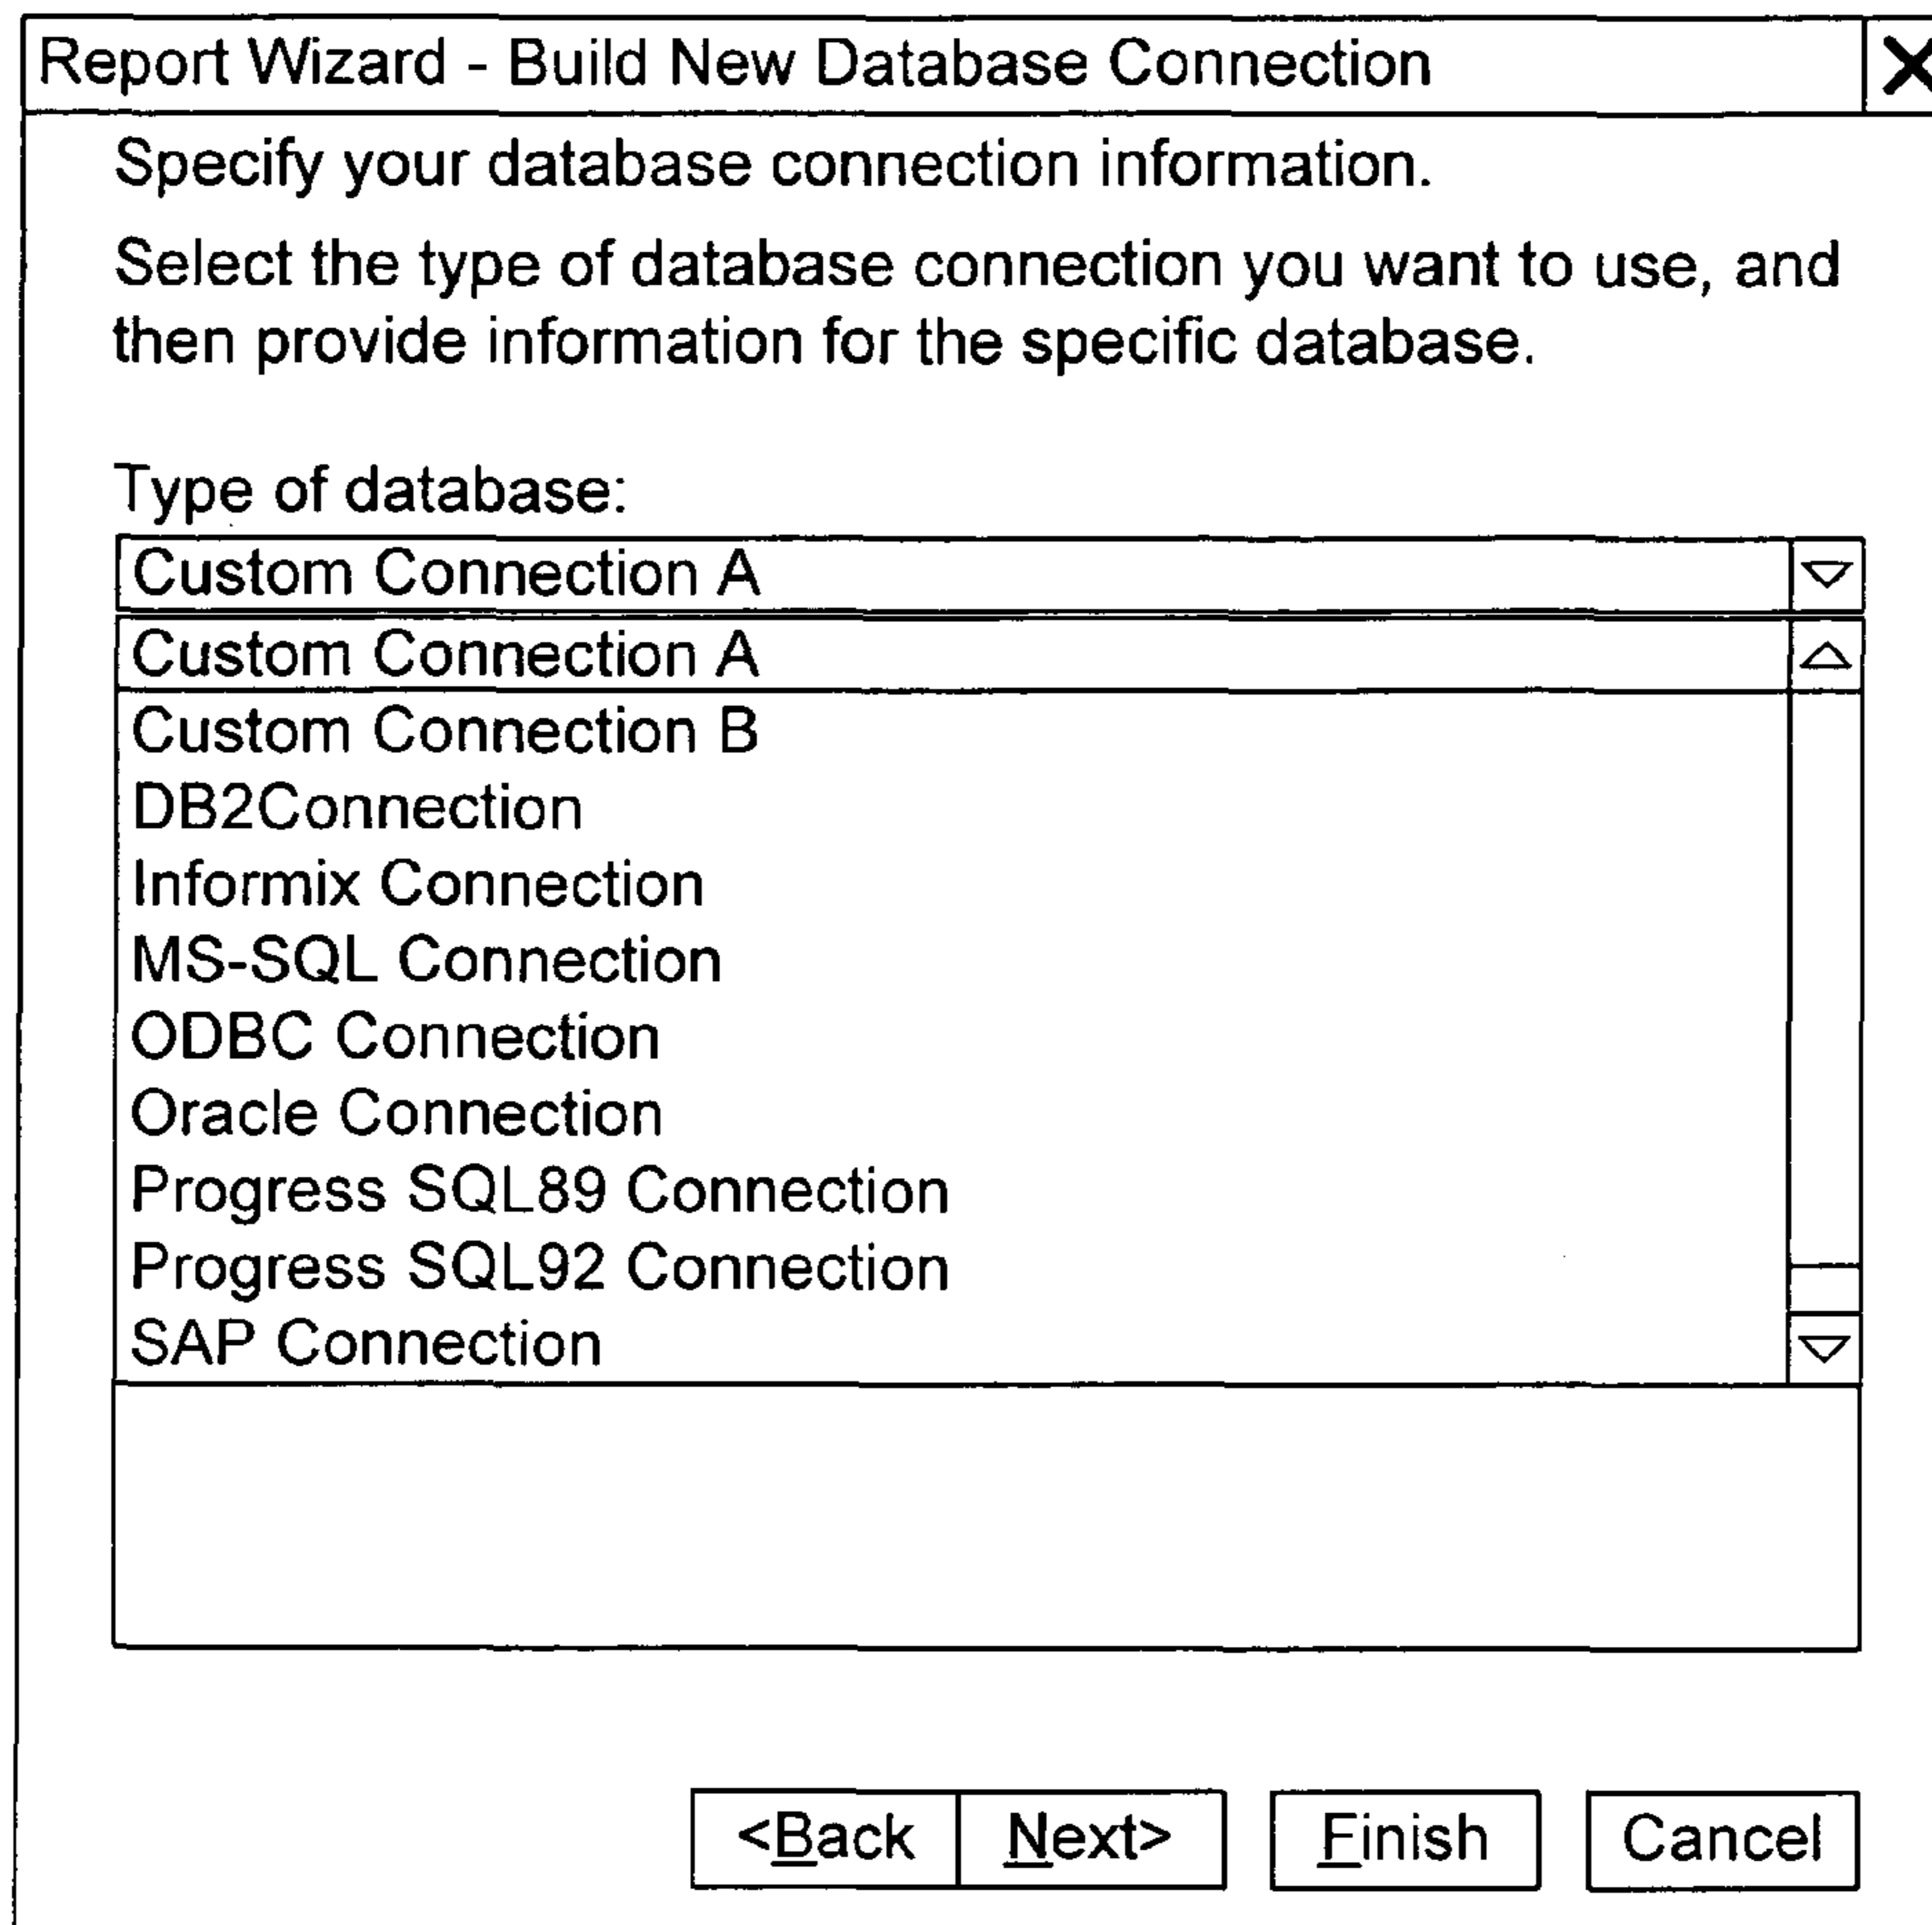 Report Wizard - Build New Database Connection
Specify your database connection information.
Select the type of database connection you want to use, and
then provide information for the specific database.
Type of database:
Custom Connection A
Custom Connection A
Custom Connection B
DB2Connection
Informix Connection
MS-SQL Connection
ODBC Connection
Oracle Connection
Progress SQL89 Connection
Progress SQL92 Connection
SAP Connection
<Back Next> Finish Cancel